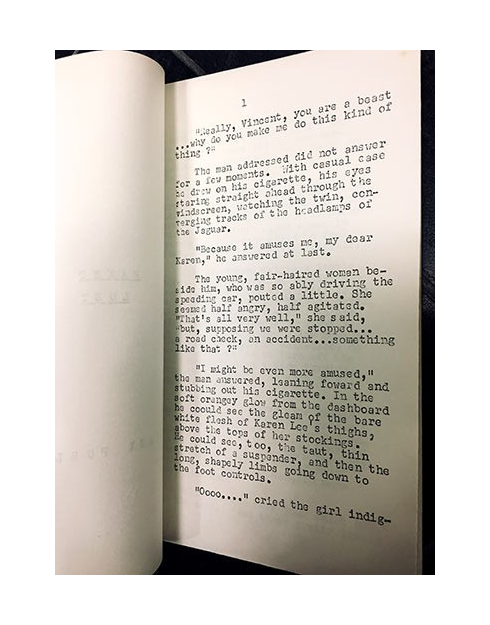 1
"Really, Vincent, you are a beast
...why do you make me do this kind of
thing ?"
The man addressed did not answer
for a few moments. With casual ease
he drew on his cigarette, his eyes
staring straight ahead through the
windscreen, watching the twin, con-
verging tracks of the headlamps of
the Jaguar.
"Because it amuses me, my dear
Karen," he answered at last.
The young, fair-haired woman be-
side him, who was so ably driving the
speeding car, pouted a little. She
seemed half angry, half agitated.
"That's all very well," she said,
"but, supposing we were stopped...
a road check, an accident...something
like that ?"
"I might be even more amused,"
the man answered, leaning foward and
stubbing out his cigarette. In the
soft orangey glow from the dashboard
he coould see the gleam of the bare
white flesh of Karen Lee's thighs,
above the tops of her stockings.
He could see, too, the taut, thin
stretch of a suspender, and then the
long, shapely limbs going down to
the foot controls.
"Oooo...." cried the girl indig-